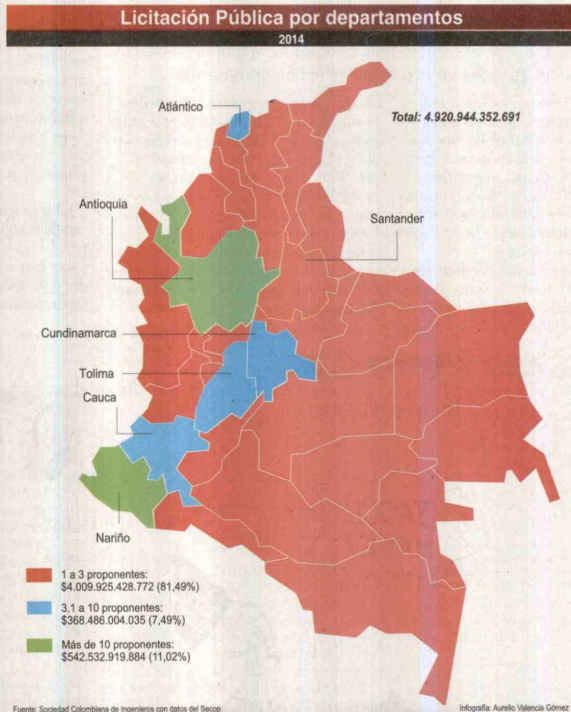 Licitación Pública por departamentos
2014
Atlántico
Total: 4.920.944.352.691
Antioquia
Santander
Cundinamarca
Tolima
Cauca
Nariño
1 a 3 proponentes:
$4.009.925.428.772 (81,49%)
3,1 a 10 proponentes:
$368.486.004.035 (7,49%)
Más de 10 proponentes:
$542.532.919.884 (11,02%)
Fuente: Sociedad Colombiana de Ingenieros con datos del Secop
Infografía: Aurelio Valencia Gómez